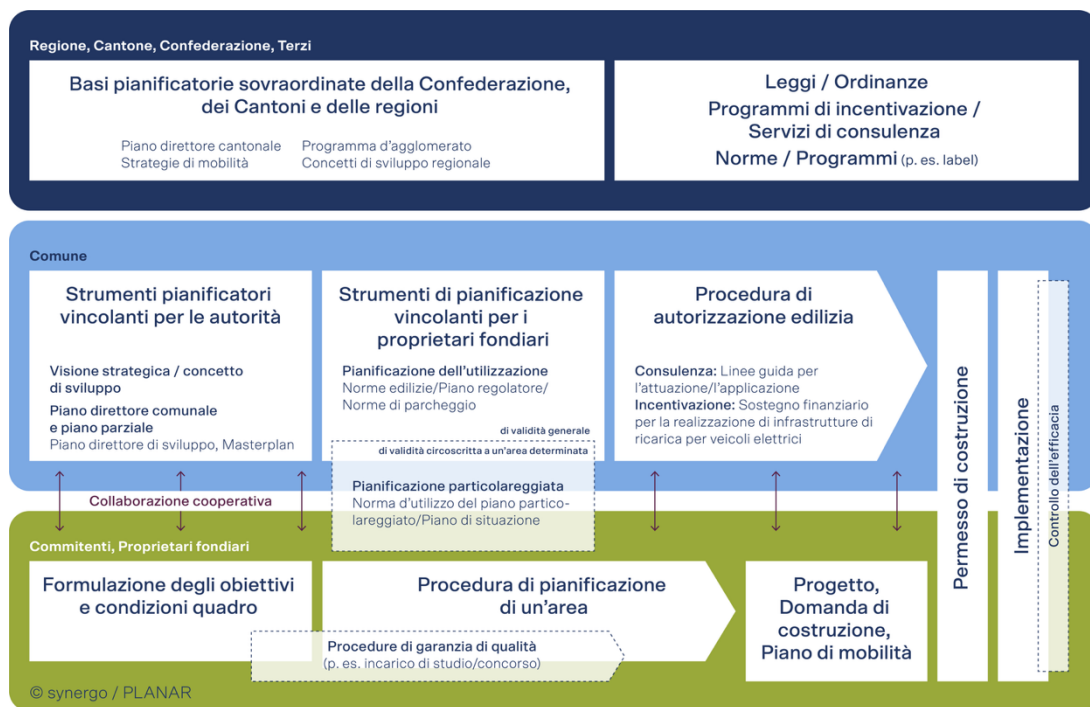 Regione, Cantone, Confederazione, Terzi
Basi pianificatorie sovraordinate della Confederazione,
dei Cantoni e delle regioni
Piano direttore cantonale
Strategie di mobilità
Programma d'agglomerato
Concetti di sviluppo regionale
Leggi / Ordinanze
Programmi di incentivazione /
Servizi di consulenza
Norme / Programmi (p. es. label)
Comune
Strumenti pianificatori
vincolanti per le autorità
Visione strategica / concetto
di sviluppo
Piano direttore comunale
e piano parziale
Piano direttore di sviluppo, Masterplan
Strumenti di pianificazione
vincolanti per i
proprietari fondiari
Pianificazione dell'utilizzazione
Norme edilizie/Piano regolatore/
Norme di parcheggio
di validità generale
di validità circoscritta a un'area determinata
Pianificazione particolareggiata
Norma d'utilizzo del piano partico-
lareggiato/Piano di situazione
Procedura di
autorizzazione edilizia
Consulenza: Linee guida per
l'attuazione/l'applicazione
Incentivazione: Sostegno finanziario
per la realizzazione di infrastrutture di
ricarica per veicoli elettrici
Permesso di costruzione
Implementazione
Controllo dell'efficacia
Collaborazione cooperativa
Commitenti, Proprietari fondiari
Formulazione degli obiettivi
e condizioni quadro
Procedura di pianificazione
di un'area
Procedure di garanzia di qualità
(p. es. incarico di studio/concorso)
Progetto,
Domanda di
costruzione,
Piano di mobilità
© synergo / PLANAR